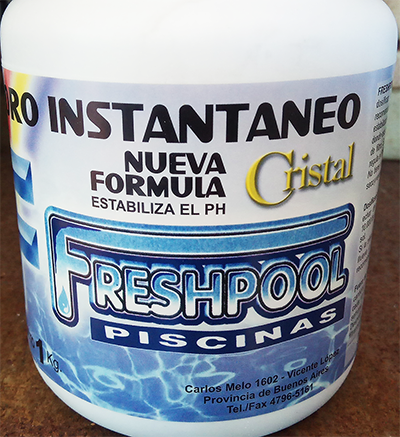 RO INSTANTANEO
NUEVA
FORMULA
ESTABILIZA EL PH
Cristal
FRESHPOOL
PISCINAS
1 Kg.
Carlos Melo 1602 - Vicente López
Provincia de Buenos Aires
Tel./Fax 4796-5161